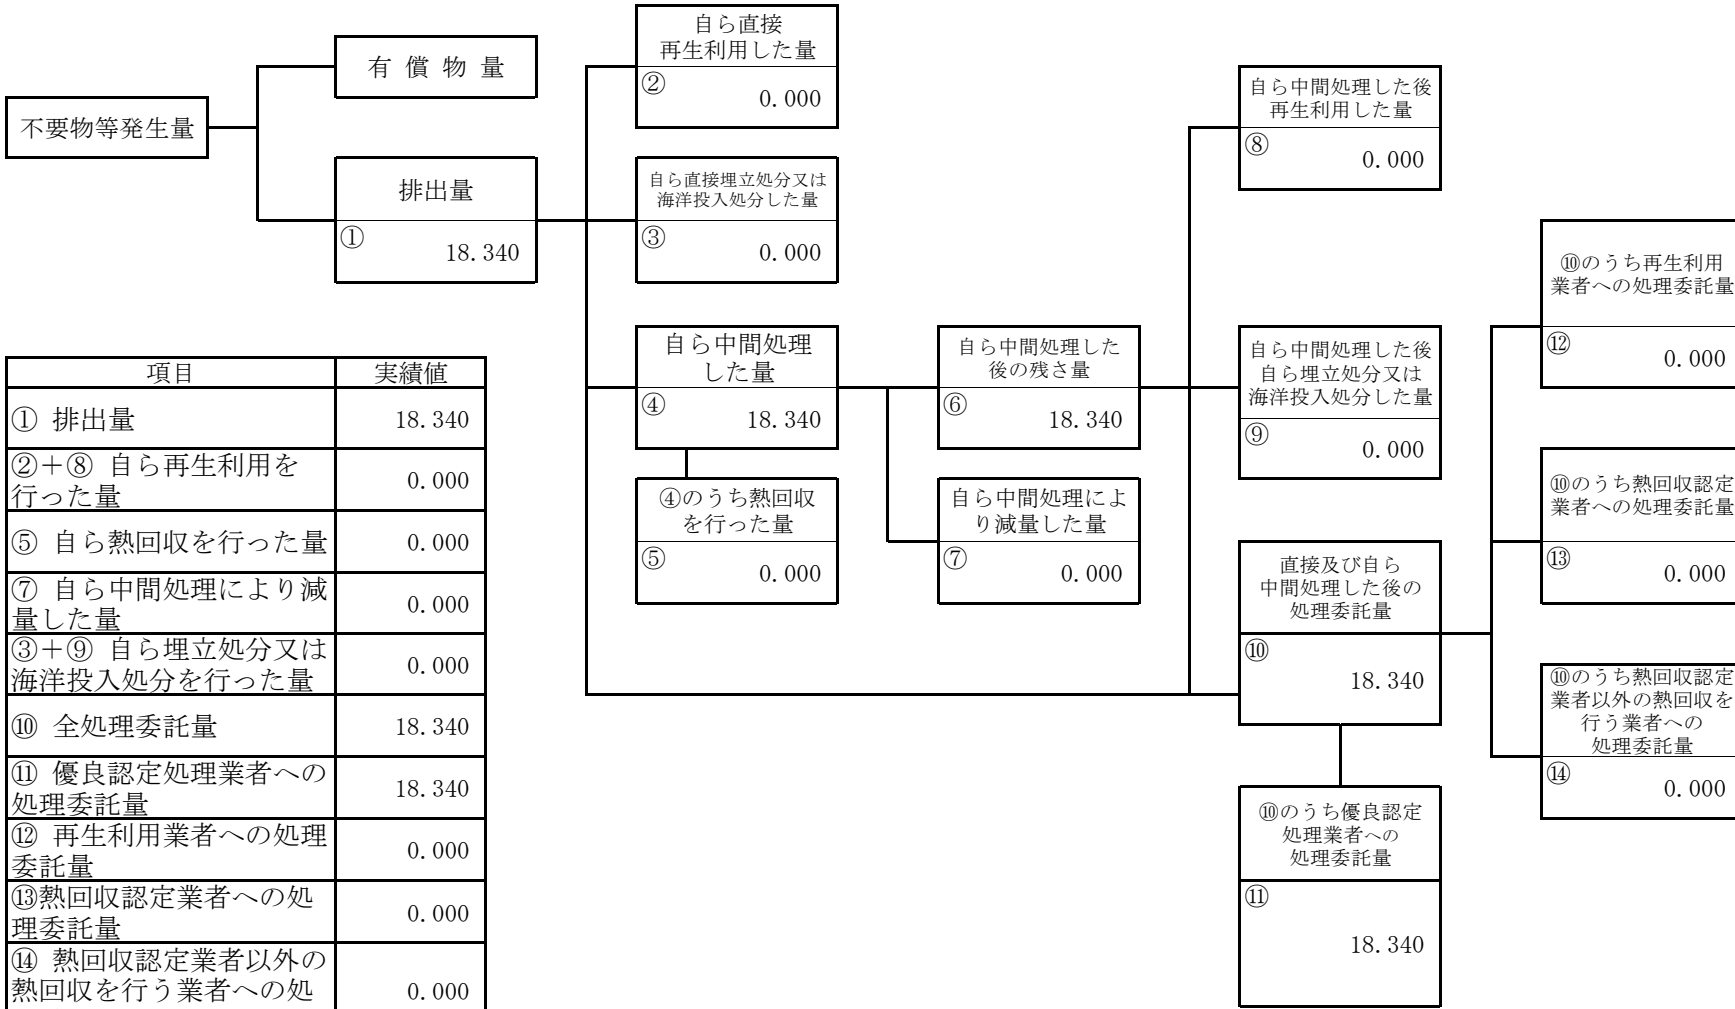 不要物等発生量
有 償 物 量
排出量
①
18.340
自ら直接
再生利用した量
②
0.000
自ら直接埋立処分又は
海洋投入処分した量
③
0.000
自ら中間処理
した量
④
18.340
④のうち熱回収
を行った量
⑤
0.000
自ら中間処理した
後の残さ量
⑥
18.340
自ら中間処理によ
り減量した量
⑦
0.000
自ら中間処理した後
再生利用した量
⑧
0.000
自ら中間処理した後
自ら埋立処分又は
海洋投入処分した量
⑨
0.000
直接及び自ら
中間処理した後の
処理委託量
⑩
18.340
⑩のうち優良認定
処理業者への
処理委託量
⑪
18.340
⑩のうち再生利用
業者への処理委託量
⑫
0.000
⑩のうち熱回収認定
業者への処理委託量
⑬
0.000
⑩のうち熱回収認定
業者以外の熱回収を
行う業者への
処理委託量
⑭
0.000
項目 実績値
① 排出量 18.340
②＋⑧ 自ら再生利用を
行った量 0.000
⑤ 自ら熱回収を行った量 0.000
⑦ 自ら中間処理により減
量した量 0.000
③＋⑨ 自ら埋立処分又は
海洋投入処分を行った量 0.000
⑩ 全処理委託量 18.340
⑪ 優良認定処理業者への
処理委託量 18.340
⑫ 再生利用業者への処理
委託量 0.000
⑬熱回収認定業者への処
理委託量 0.000
⑭ 熱回収認定業者以外の
熱回収を行う業者への処 0.000